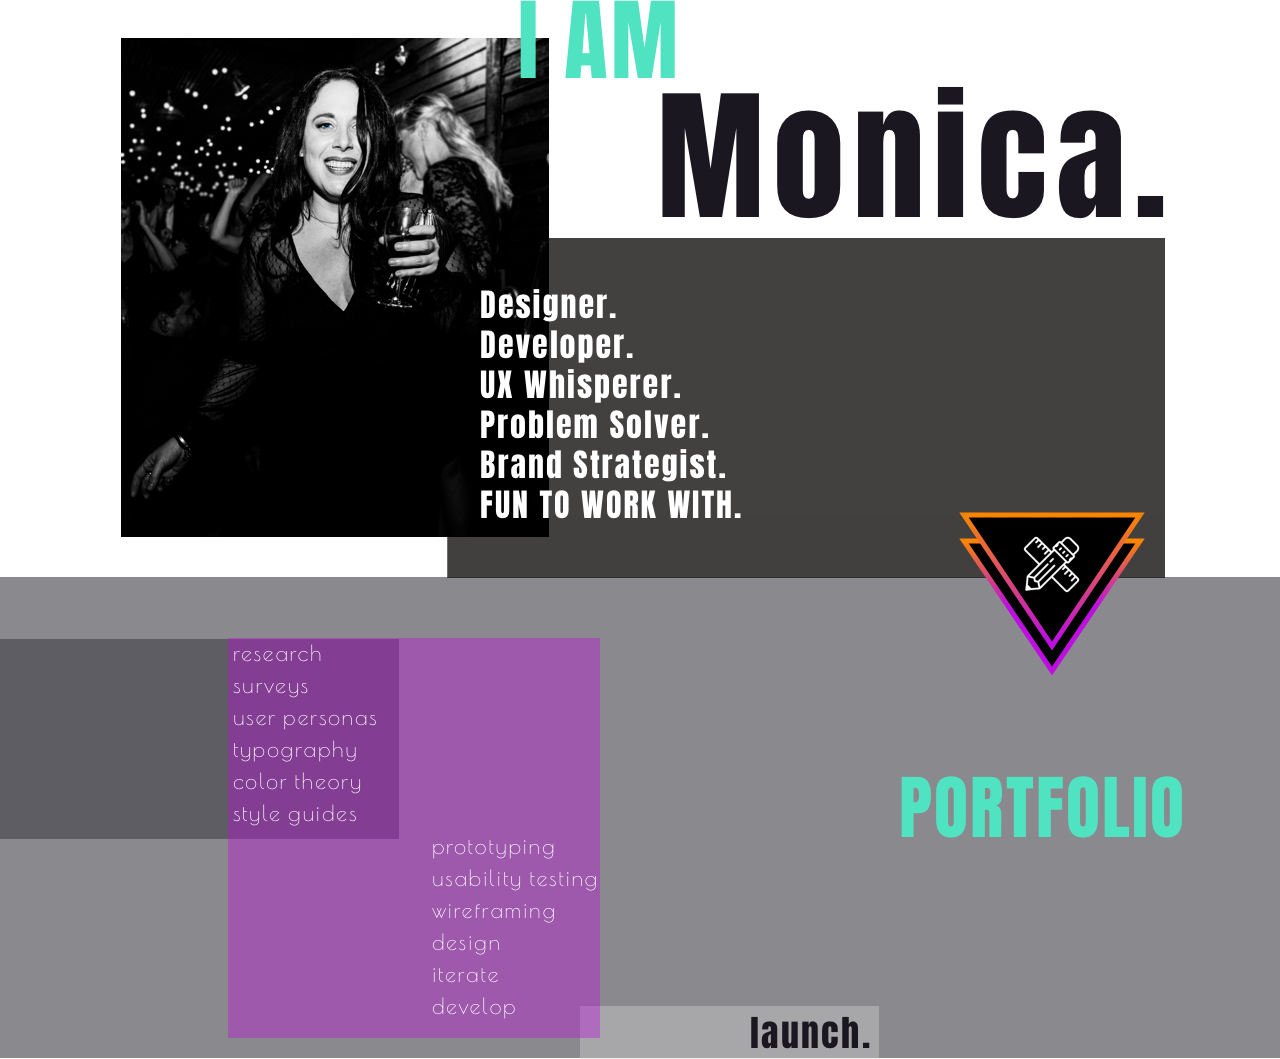 I AM
Monica.
Designer.
Developer.
UX Whisperer.
Problem Solver.
Brand Strategist.
FUN TO WORK WITH.
research
surveys
user personas
typography
color theory
style guides
PORTFOLIO
prototyping
usability testing
wireframing
design
iterate
develop
launch.